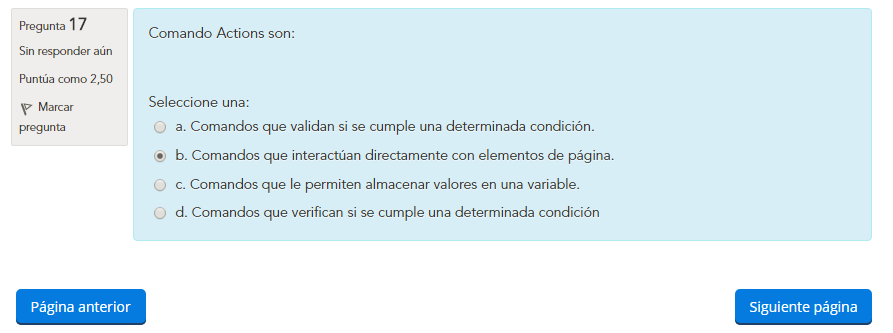 Pregunta 17
Sin responder aún
Puntúa como 2,50
Marcar
pregunta
Comando Actions son:
Seleccione una:
a. Comandos que validan si se cumple una determinada condición.
b. Comandos que interactúan directamente con elementos de página.
c. Comandos que le permiten almacenar valores en una variable.
d. Comandos que verifican si se cumple una determinada condición
Página anterior
Siguiente página